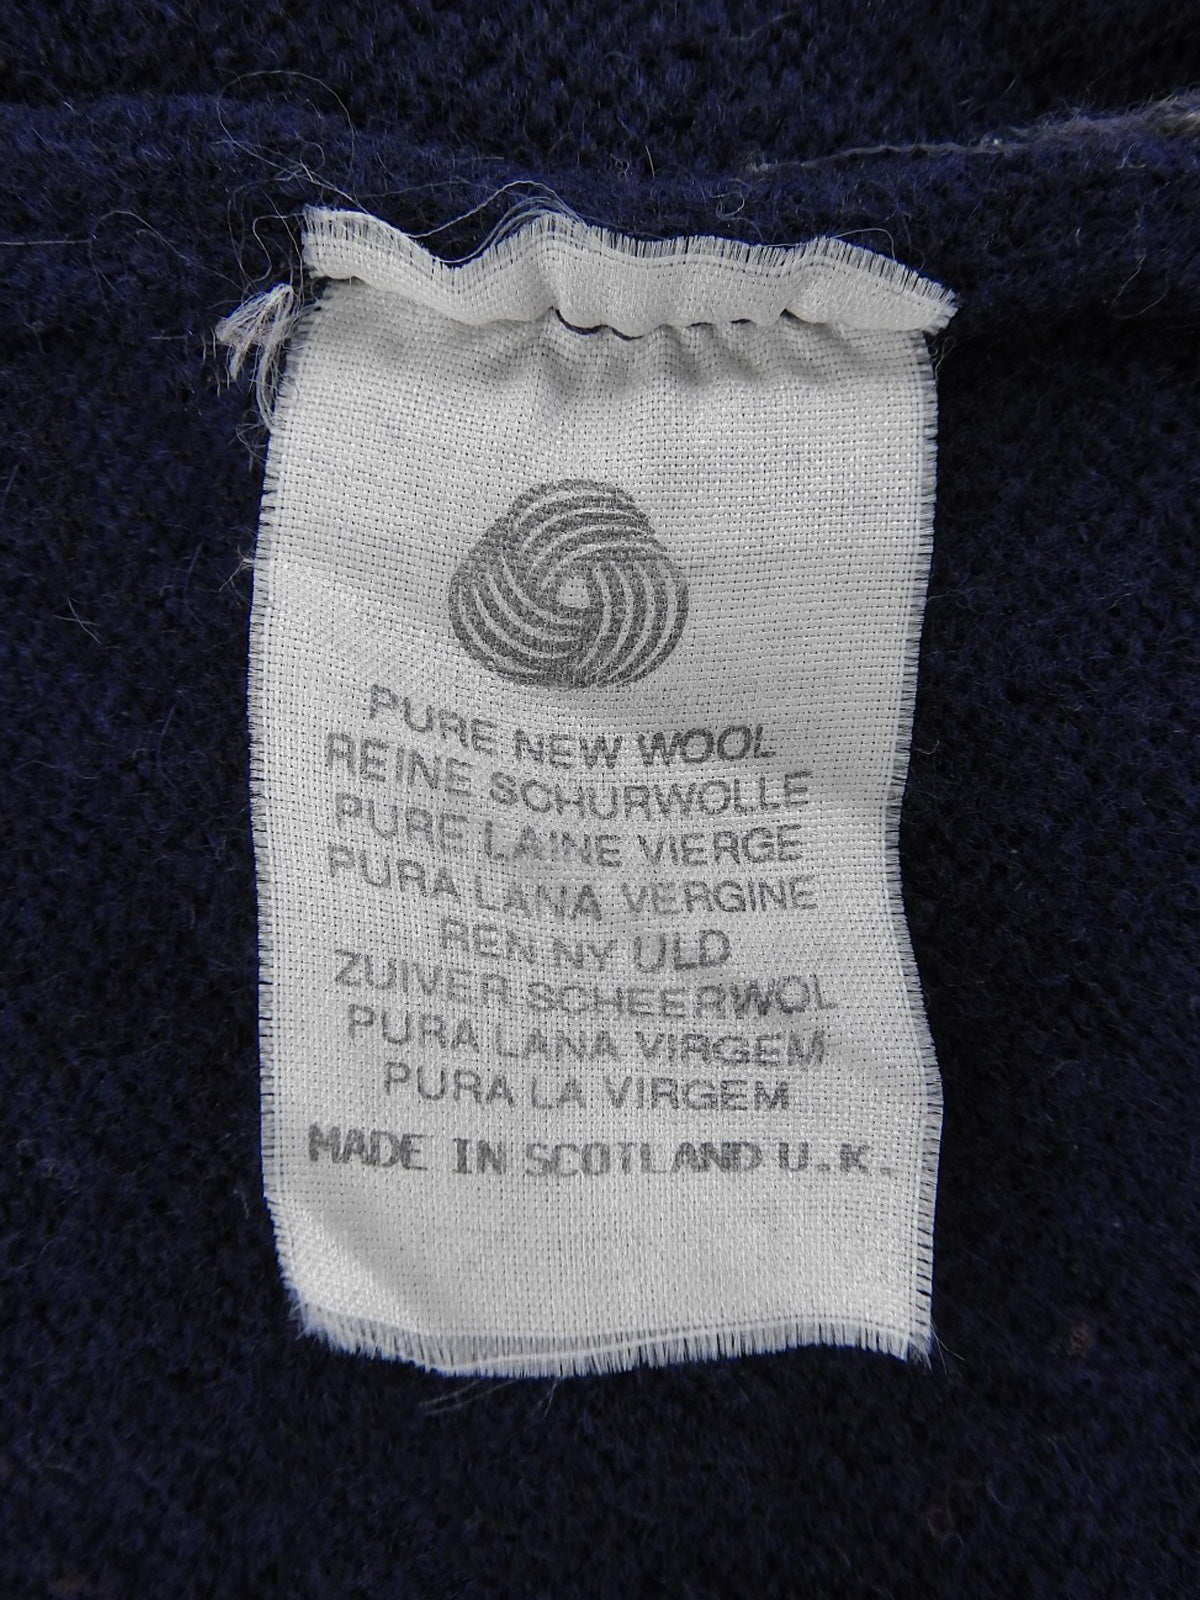 PURE NEW WOOL
REINE SCHURWOLLE
PURE LAINE VIERGE
PURA LANA VERGINE
REN NY ULD
ZUIVER SCHEERWOL
PURA LANA VIRGEM
PURA LA VIRGEM
MADE IN SCOTLAND U.K.